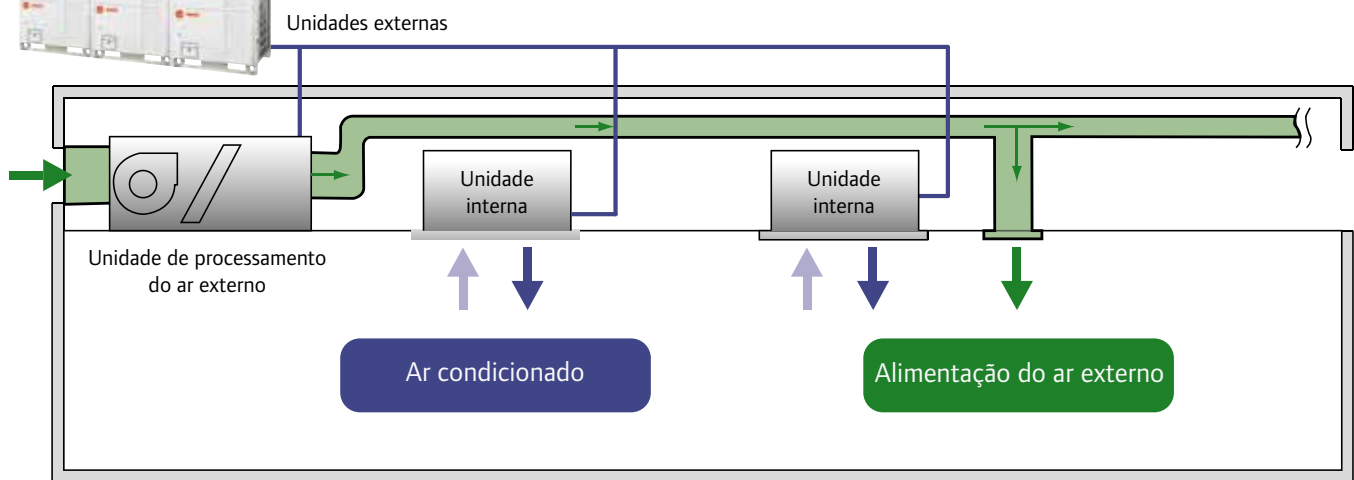 Unidades externas
Unidade
interna
Unidade
interna
Unidade de processamento
do ar externo
Ar condicionado
Alimentação do ar externo